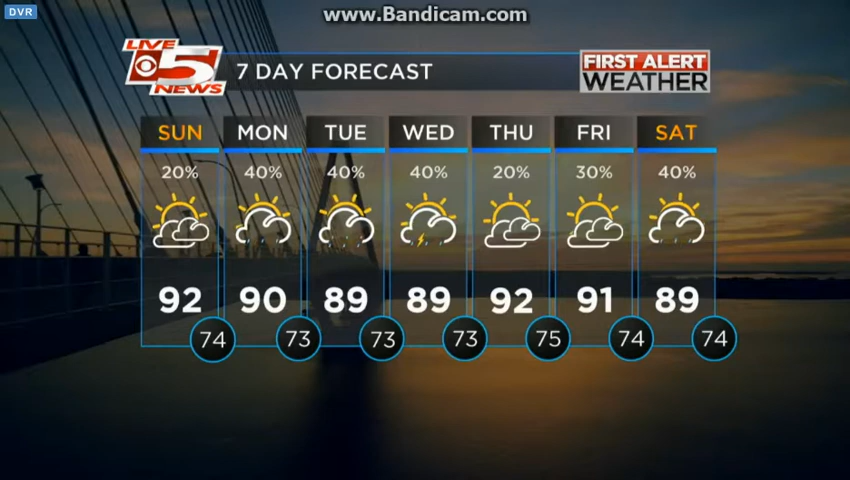 DVR
www.Bandicam.com
LIVE
5
NEWS
7 DAY FORECAST
FIRST ALERT
WEATHER
SUN MON TUE WED THU FRI SAT
20% 40% 40% 40% 20% 30% 40%
92 90 89 89 92 91 89
74 73 73 73 75 74 74